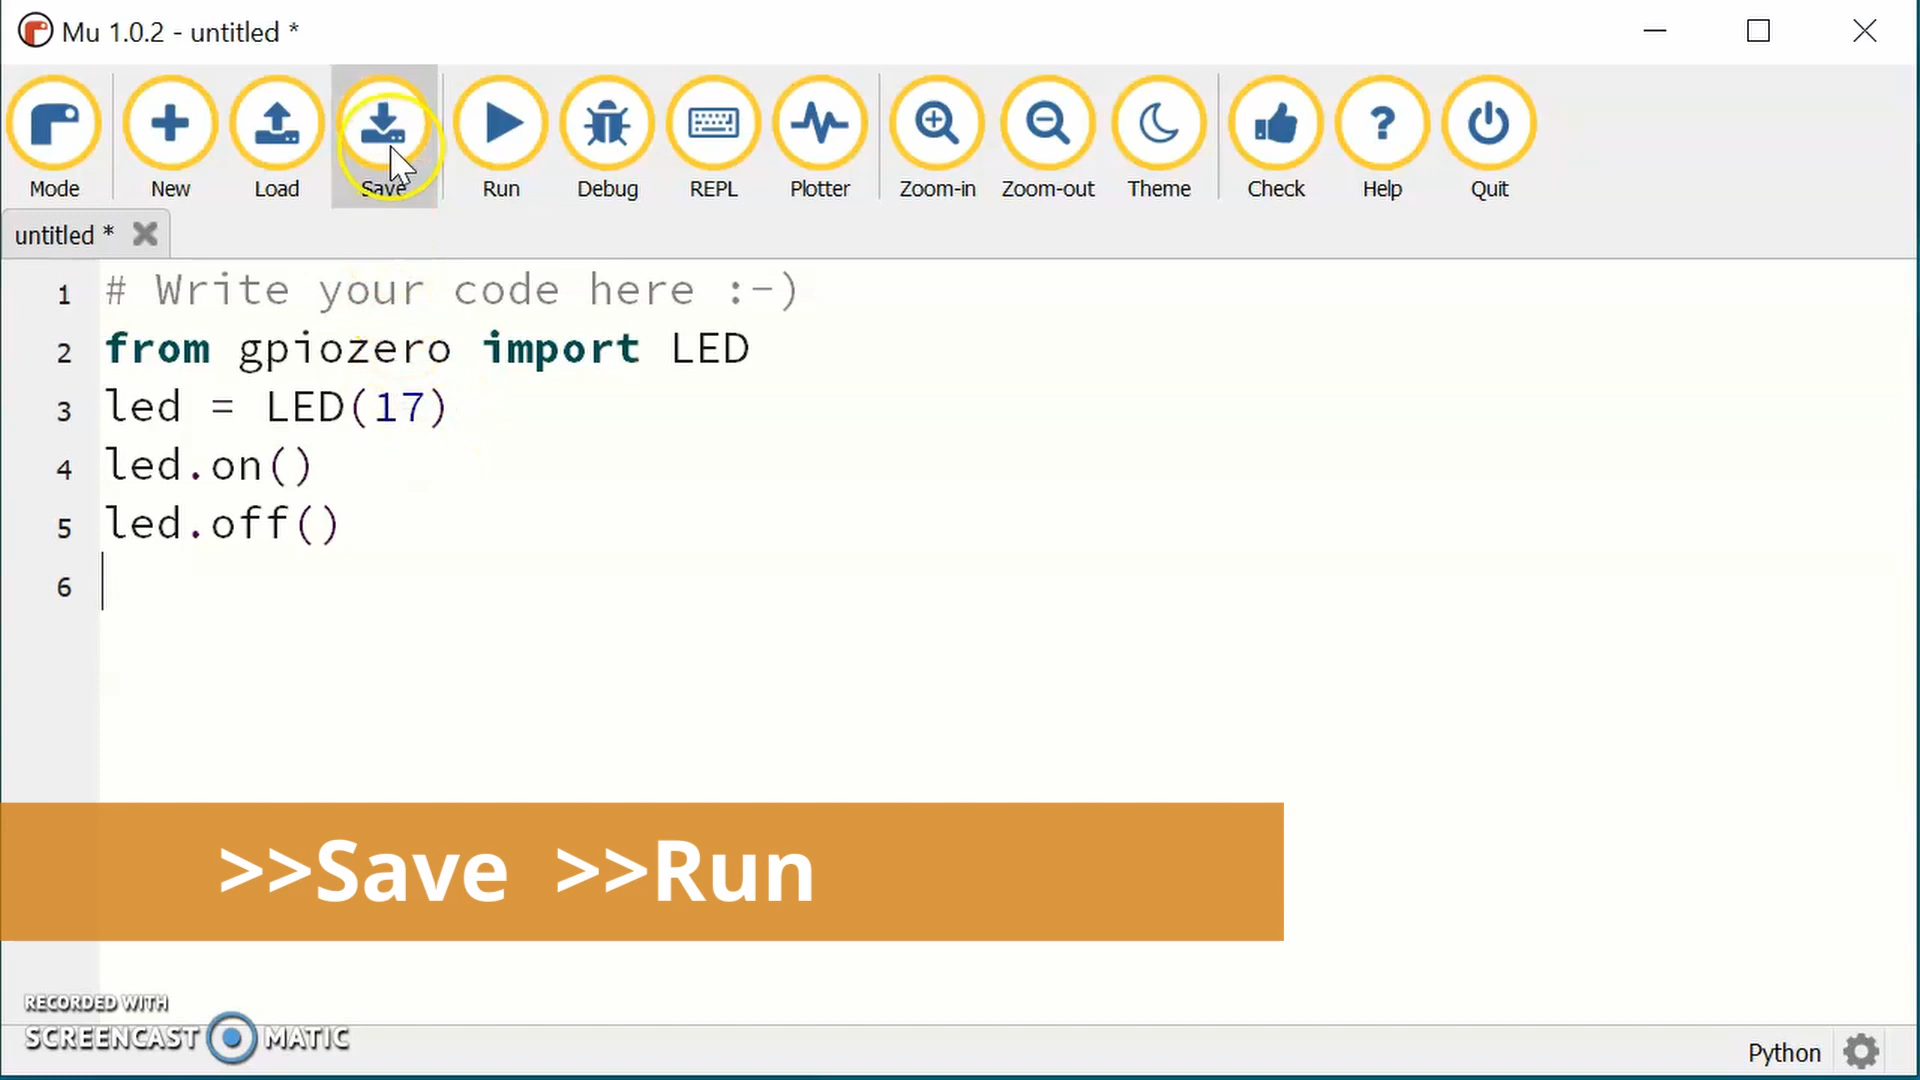 Mu 1.0.2 - untitled *
Mode New Load Save Run Debug REPL Plotter Zoom-in Zoom-out Theme Check Help Quit
untitled *
1 # Write your code here :-)
2 from gpiozero import LED
3 led = LED(17)
4 led.on()
5 led.off()
6
>>Save >>Run
RECORDED WITH
SCREENCAST MATIC
Python